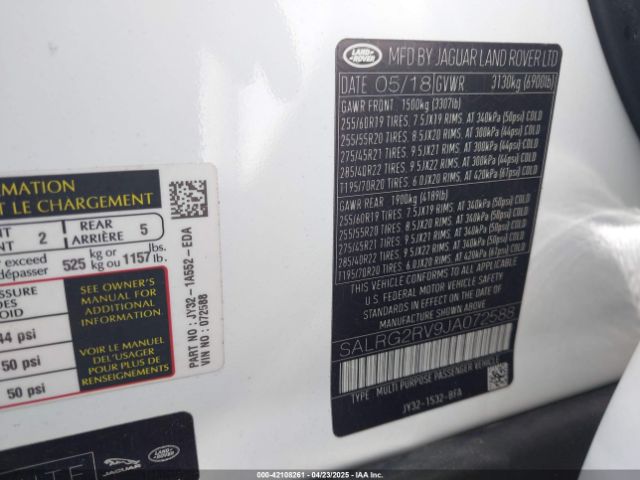 RMATION
T LE CHARGEMENT
NT 2 REAR 5
NT ARRIÈRE
exceed 525 kg or 1157 lbs.
dépasser kg ou lb.
SSURE
DES
OID
44 psi
50 psi
50 psi
SEE OWNER'S
MANUAL FOR
ADDITIONAL
INFORMATION
VOIR LE MANUEL DE
L'USAGER
POUR PLUS DE
RENSEIGNEMENTS
PART NO : JY32-1A552-EDA
VIN NO : 072588
JAGUAR
LAND ROVER
LAND ROVER
MFD BY JAGUAR LAND ROVER LTD
DATE 05/18 GVWR 3130kg (6900lb)
GAWR FRONT 1500kg (3307lb)
255/60R19 TIRES. 7.5JX19 RIMS. AT 340kPa (50psi) COLD
255/55R20 TIRES. 8.5JX20 RIMS. AT 300kPa (44psi) COLD
275/45R21 TIRES. 9.5JX21 RIMS. AT 300kPa (44psi) COLD
285/40R22 TIRES. 9.5JX22 RIMS. AT 300kPa (44psi) COLD
T195/70R20 TIRES. 6.0JX20 RIMS. AT 420kPa (61psi) COLD
GAWR REAR 1900kg (4189lb)
255/60R19 TIRES. 7.5JX19 RIMS. AT 340kPa (50psi) COLD
255/55R20 TIRES. 8.5JX20 RIMS. AT 340kPa (50psi) COLD
275/45R21 TIRES. 9.5JX21 RIMS. AT 340kPa (50psi) COLD
285/40R22 TIRES. 9.5JX22 RIMS. AT 340kPa (50psi) COLD
T195/70R20 TIRES. 6.0JX20 RIMS. AT 420kPa (61psi) COLD
THIS VEHICLE CONFORMS TO ALL APPLICABLE
U.S. FEDERAL MOTOR VEHICLE SAFETY
STANDARDS IN EFFECT ON THE DATE OF
MANUFACTURE SHOWN ABOVE.
SALRG2RV9JA072588
TYPE: MULTI PURPOSE PASSENGER VEHICLE
JY32-1532-BFA
000-42108261 - 04/23/2025 - IAAI.COM